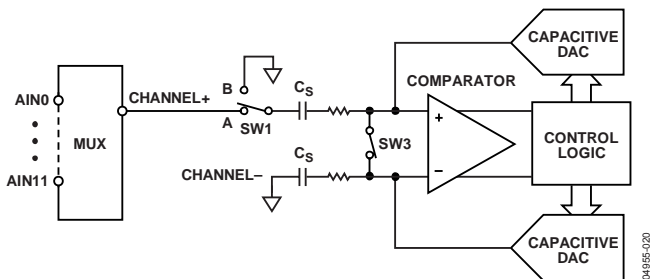 CAPACITIVE
DAC
COMPARATOR
B
CS
AIN0
CHANNEL+
A
SW1
+
MUX
SW3
CONTROL
LOGIC
AIN11
CHANNEL–
CS
–
CAPACITIVE
DAC
04955-020